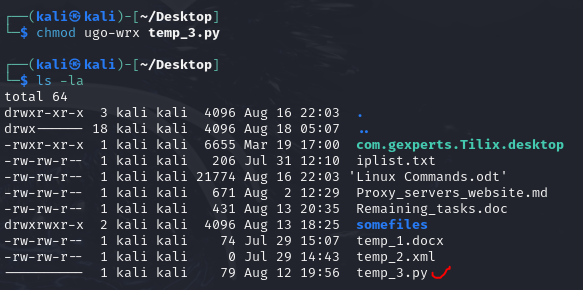 ┌──(kali㉿kali)-[~/Desktop]
└─$ chmod ugo-wrx temp_3.py
┌──(kali㉿kali)-[~/Desktop]
└─$ ls -la
total 64
drwxr-xr-x  3 kali kali  4096 Aug 16 22:03  .
drwx------ 18 kali kali  4096 Aug 18 05:07  ..
-rwxr-xr-x  1 kali kali  6655 Mar 19 17:00  com.gexperts.Tilix.desktop
-rw-rw-r--  1 kali kali   206 Jul 31 12:10  iplist.txt
-rw-rw-r--  1 kali kali 21774 Aug 16 22:03 'Linux Commands.odt'
-rw-rw-r--  1 kali kali   671 Aug  2 12:29  Proxy_servers_website.md
-rw-rw-r--  1 kali kali   431 Aug 13 20:35  Remaining_tasks.doc
drwxrwxr-x  2 kali kali  4096 Aug 13 18:25  somefiles
-rw-rw-r--  1 kali kali    74 Jul 29 15:07  temp_1.docx
-rw-rw-r--  1 kali kali     0 Jul 29 14:43  temp_2.xml
----------  1 kali kali    79 Aug 12 19:56  temp_3.py